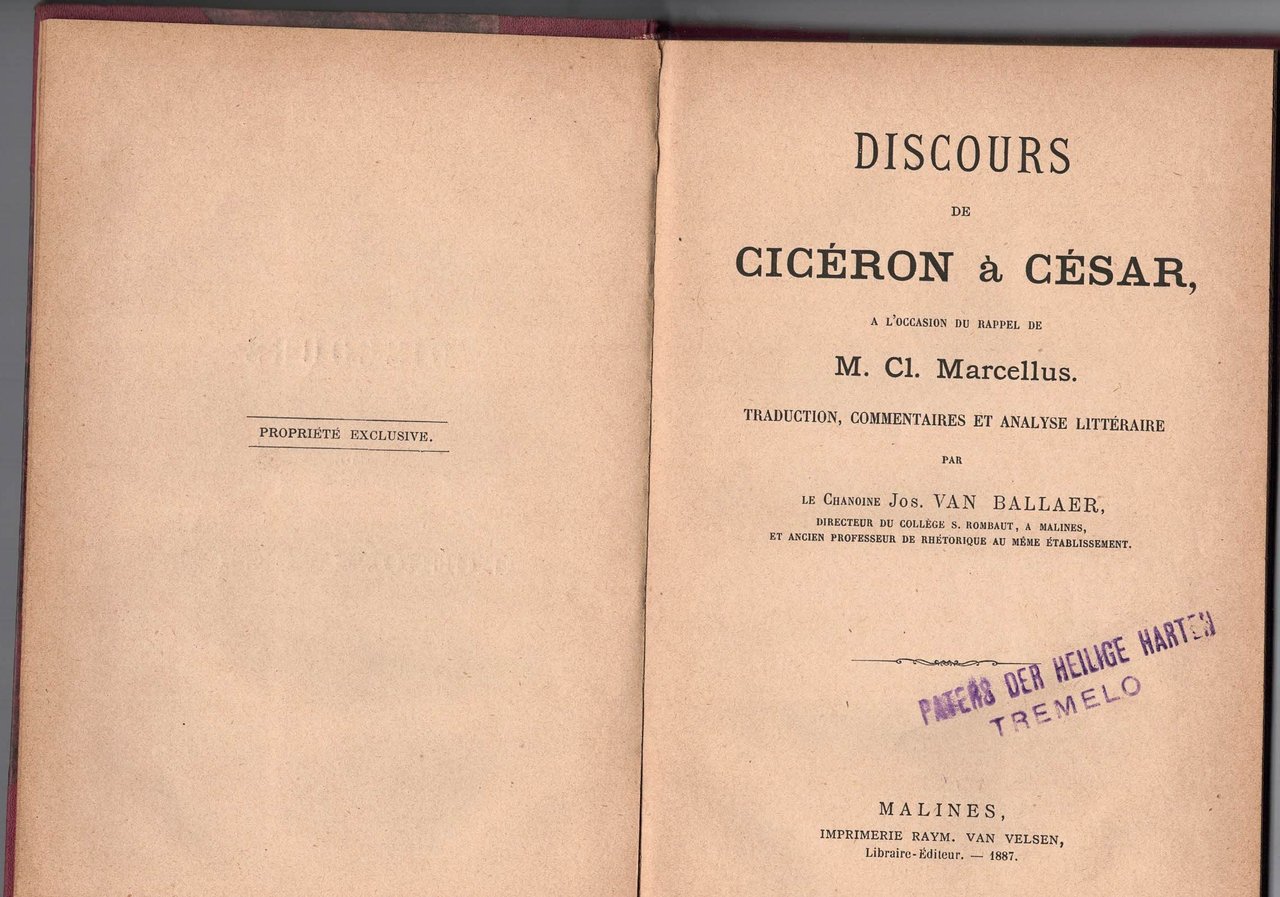 PROPRIÉTÉ EXCLUSIVE.
DISCOURS
DE
CICÉRON à CÉSAR,
A L'OCCASION DU RAPPEL DE
M. Cl. Marcellus.
TRADUCTION, COMMENTAIRES ET ANALYSE LITTÉRAIRE
PAR
LE CHANOINE JOS. VAN BALLAER,
DIRECTEUR DU COLLÈGE S. ROMBAUT, A MALINES,
ET ANCIEN PROFESSEUR DE RHÉTORIQUE AU MÊME ÉTABLISSEMENT.
PATERS DER HEILIGE HARTEN
TREMELO
MALINES,
IMPRIMERIE RAYM. VAN VELSEN,
Libraire-Éditeur. — 1887.